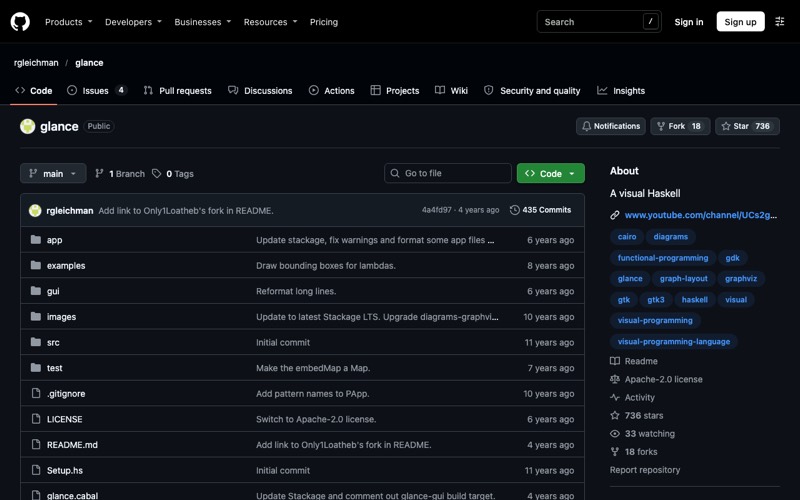 Products Developers Businesses Resources Pricing Search / Sign in Sign up
rgleichman / glance
Code Issues 4 Pull requests Discussions Actions Projects Wiki Security and quality Insights
glance Public Notifications Fork 18 Star 736
main 1 Branch 0 Tags Go to file Code
rgleichman Add link to Only1Loatheb's fork in README. 4a4fd97 · 4 years ago 435 Commits
app Update stackage, fix warnings and format some app files ... 6 years ago
examples Draw bounding boxes for lambdas. 8 years ago
gui Reformat long lines. 6 years ago
images Update to latest Stackage LTS. Upgrade diagrams-graphvi... 10 years ago
src Initial commit 11 years ago
test Make the embedMap a Map. 7 years ago
.gitignore Add pattern names to PApp. 10 years ago
LICENSE Switch to Apache-2.0 license. 6 years ago
README.md Add link to Only1Loatheb's fork in README. 4 years ago
Setup.hs Initial commit 11 years ago
glance.cabal Update Stackage and comment out glance-gui build target. 4 years ago
About
A visual Haskell
www.youtube.com/channel/UCs2g...
cairo diagrams
functional-programming gdk
glance graph-layout graphviz
gtk gtk3 haskell visual
visual-programming
visual-programming-language
Readme
Apache-2.0 license
Activity
736 stars
33 watching
18 forks
Report repository